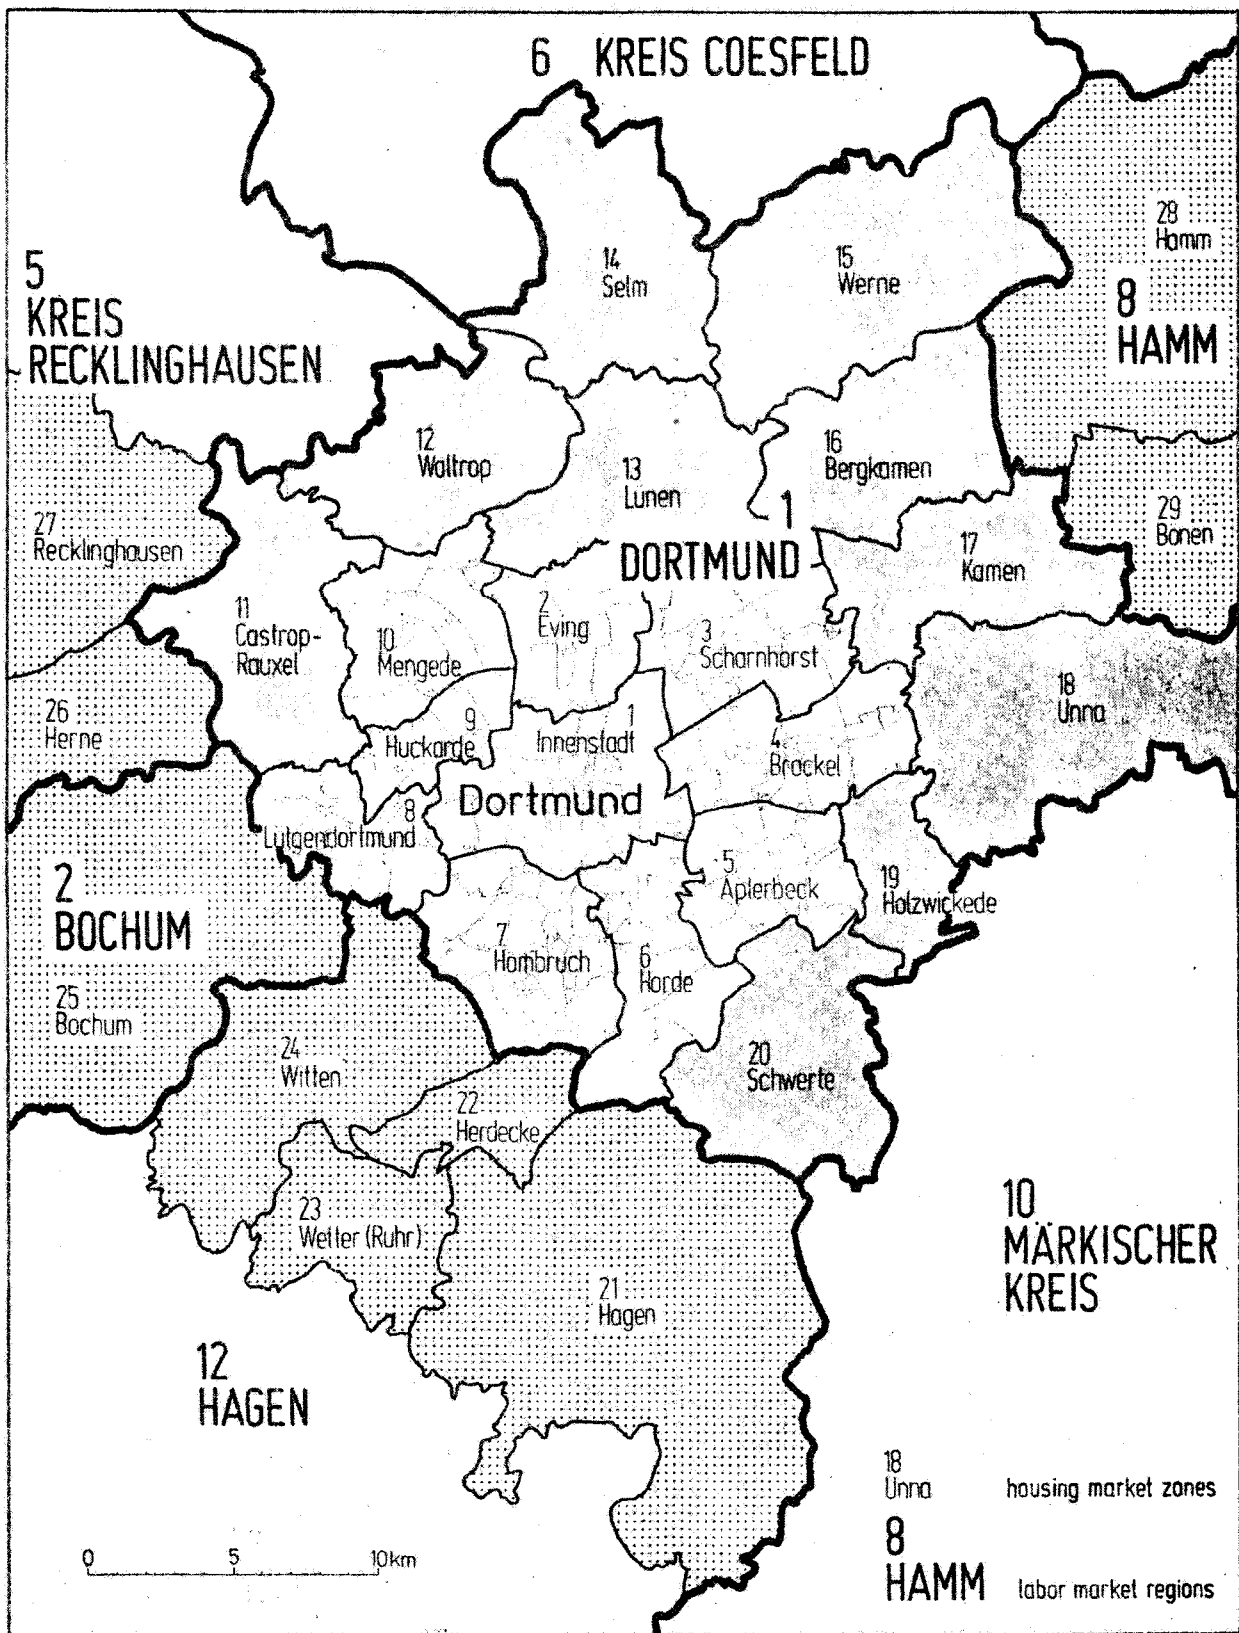 6 KREIS COESFELD
28
Hamm
14
Selm
15
Werne
5
KREIS
RECKLINGHAUSEN
8
HAMM
12
Waltrop
13
Lunen
16
Bergkamen
1
DORTMUND
27
Recklinghausen
29
Bonen
17
Kamen
11
Castrop-
Rauxel
10
Mengede
2
Eving
3
Scharnhorst
18
Unna
26
Herne
9
Huckarde
1
Innenstadt
4
Brackel
Dortmund
8
Lutgendortmund
2
BOCHUM
5
Aplerbeck
19
Holzwickede
7
Hombruch
6
Horde
25
Bochum
24
Witten
20
Schwerte
22
Herdecke
23
Wetter (Ruhr)
10
MÄRKISCHER
KREIS
21
Hagen
12
HAGEN
18
Unna housing market zones
8
HAMM labor market regions
0 5 10km